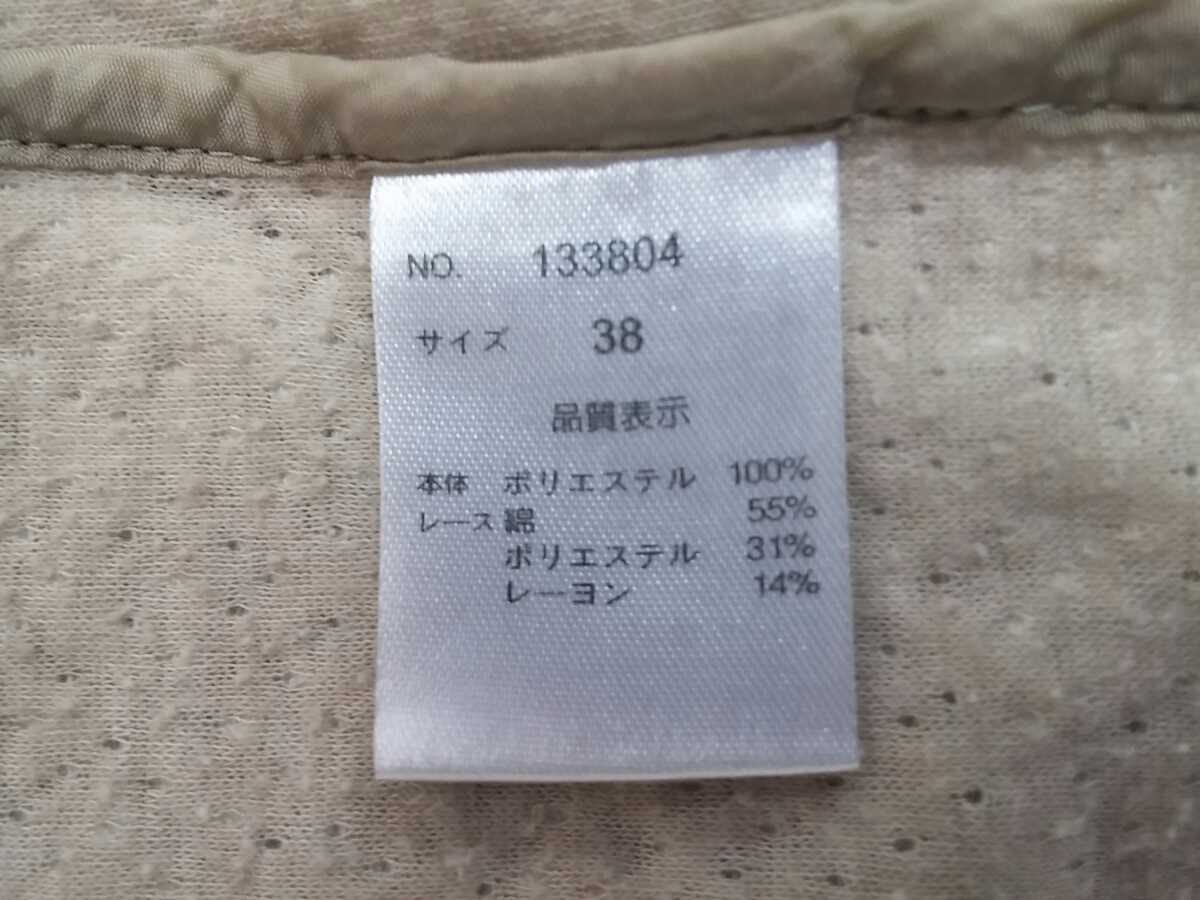 NO. 133804
サイズ 38
品質表示
本体 ポリエステル 100%
レース 綿 55%
ポリエステル 31%
レーヨン 14%